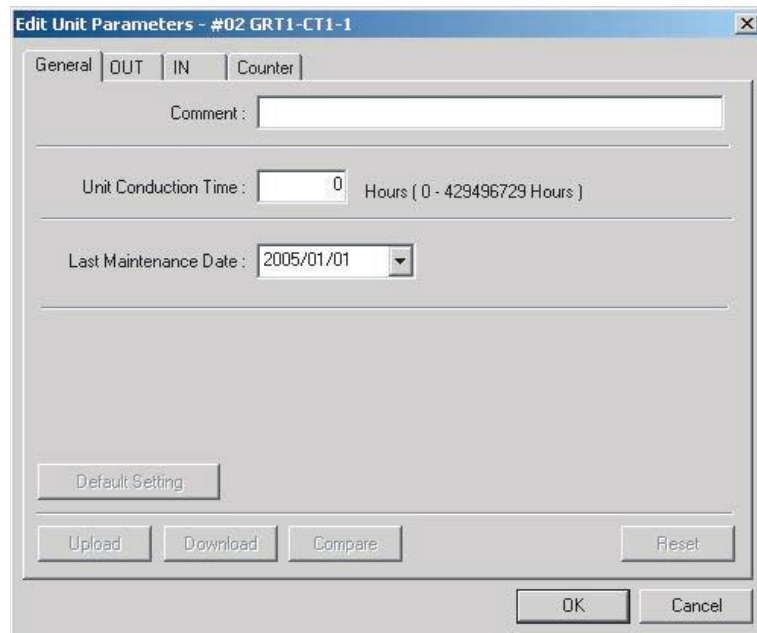 Edit Unit Parameters - #02 GRT1-CT1-1
General OUT IN Counter
Comment :
Unit Conduction Time : 0 Hours ( 0 - 429496729 Hours )
Last Maintenance Date : 2005/01/01
Default Setting
Upload Download Compare Reset
OK Cancel